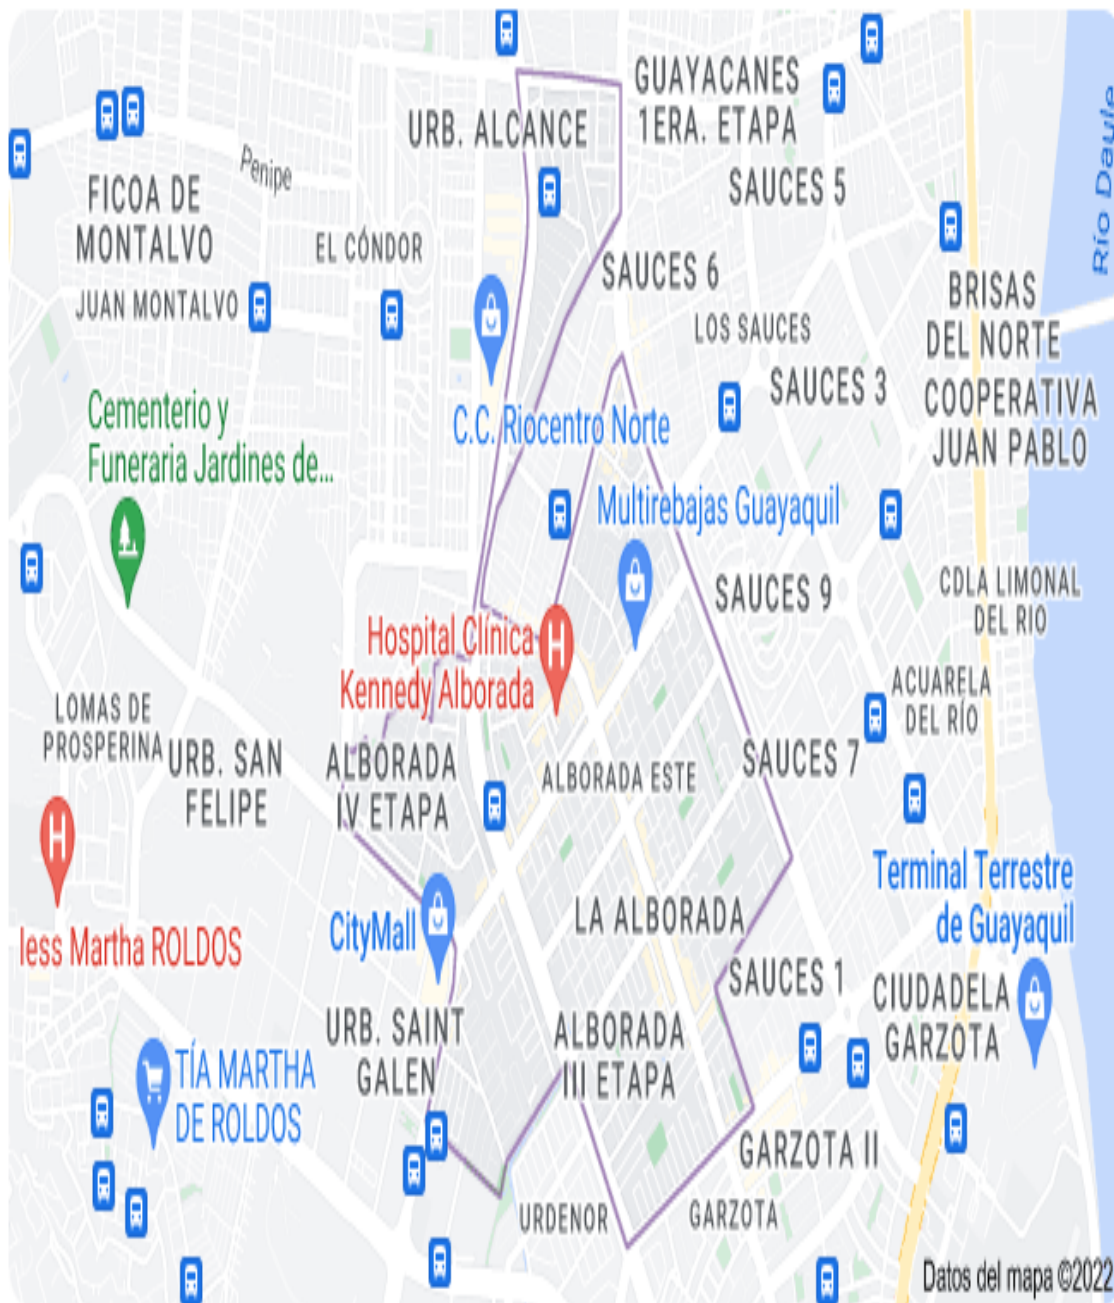 GUAYACANES
1ERA. ETAPA
URB. ALCANCE
Penipe
SAUCES 5
FICOA DE
MONTALVO
EL CÓNDOR
Río Daule
SAUCES 6
JUAN MONTALVO
BRISAS
DEL NORTE
LOS SAUCES
SAUCES 3
COOPERATIVA
JUAN PABLO
Cementerio y
Funeraria Jardines de...
C.C. Riocentro Norte
Multirebajas Guayaquil
SAUCES 9
CDLA LIMONAL
DEL RIO
Hospital Clínica
Kennedy Alborada
H
ACUARELA
DEL RÍO
LOMAS DE
PROSPERINA
URB. SAN
FELIPE
ALBORADA
IV ETAPA
ALBORADA ESTE
SAUCES 7
H
Terminal Terrestre
de Guayaquil
LA ALBORADA
CityMall
Iess Martha ROLDOS
SAUCES 1
CIUDADELA
GARZOTA
URB. SAINT
GALEN
ALBORADA
III ETAPA
TÍA MARTHA
DE ROLDOS
GARZOTA II
URDENOR
GARZOTA
Datos del mapa ©2022